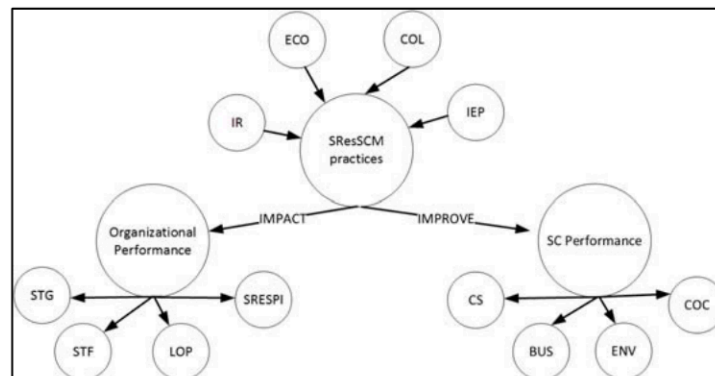 ECO
COL
IR
IEP
SResSCM
practices
IMPACT
IMPROVE
Organizational
Performance
SC Performance
STG
SRESPI
CS
COC
STF
LOP
BUS
ENV